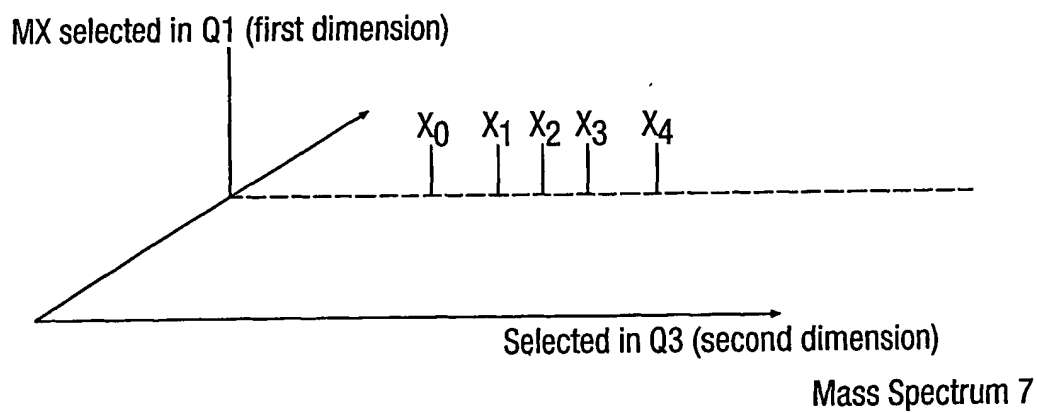 MX selected in Q1 (first dimension)
X0 X1 X2 X3 X4
Selected in Q3 (second dimension)
Mass Spectrum 7